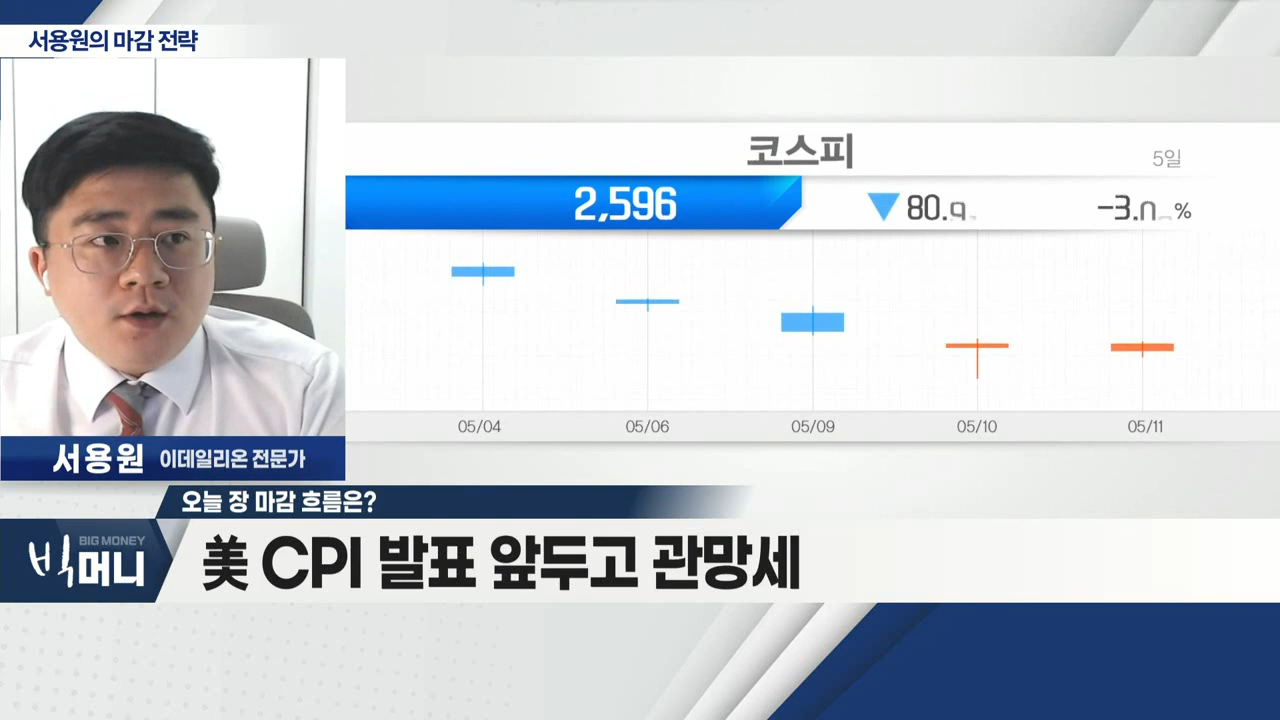 서용원의 마감 전략
코스피
5일
2,596
▼ 80.9
-3.0 %
05/04 05/06 05/09 05/10 05/11
서용원 이데일리온 전문가
오늘 장 마감 흐름은?
BIG MONEY
빅머니
美 CPI 발표 앞두고 관망세